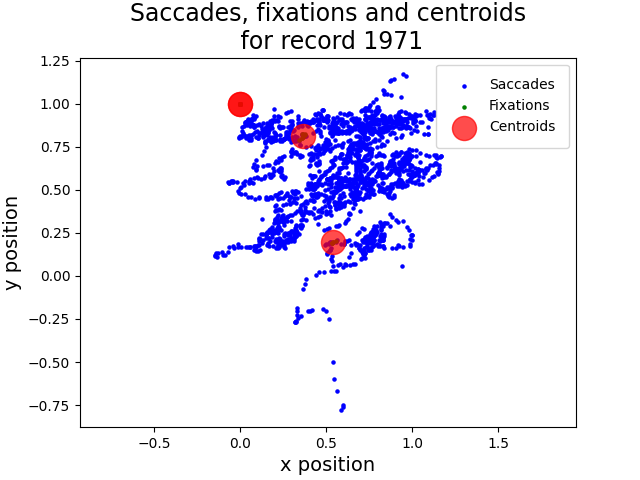 Saccades, fixations and centroids
for record 1971
1.25
1.00
0.75
0.50
0.25
0.00
−0.25
−0.50
−0.75
y position
Saccades
Fixations
Centroids
−0.5
0.0
0.5
1.0
1.5
x position